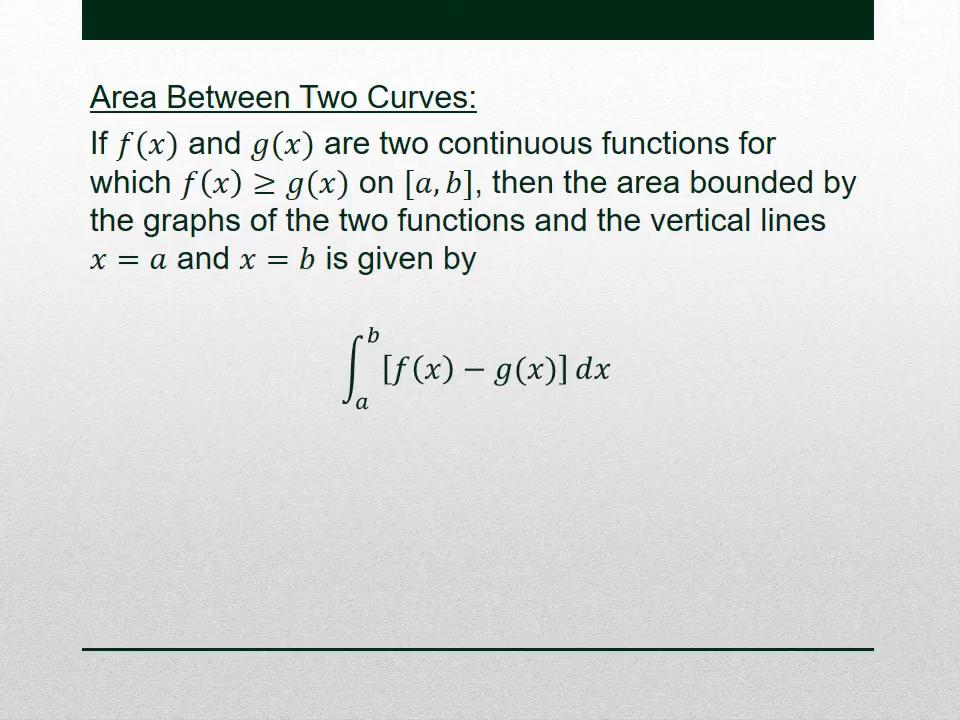 Area Between Two Curves:
If f(x) and g(x) are two continuous functions for
which f(x) ≥ g(x) on [a, b], then the area bounded by
the graphs of the two functions and the vertical lines
x = a and x = b is given by
∫_a^b [f(x) − g(x)] dx